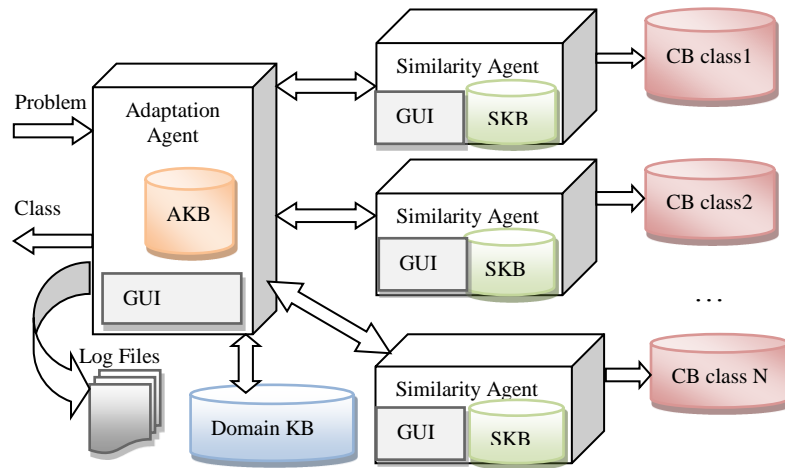 Problem
Class
Adaptation
Agent
AKB
GUI
Log Files
Domain KB
Similarity Agent
GUI
SKB
CB class1
Similarity Agent
GUI
SKB
CB class2
...
Similarity Agent
GUI
SKB
CB class N